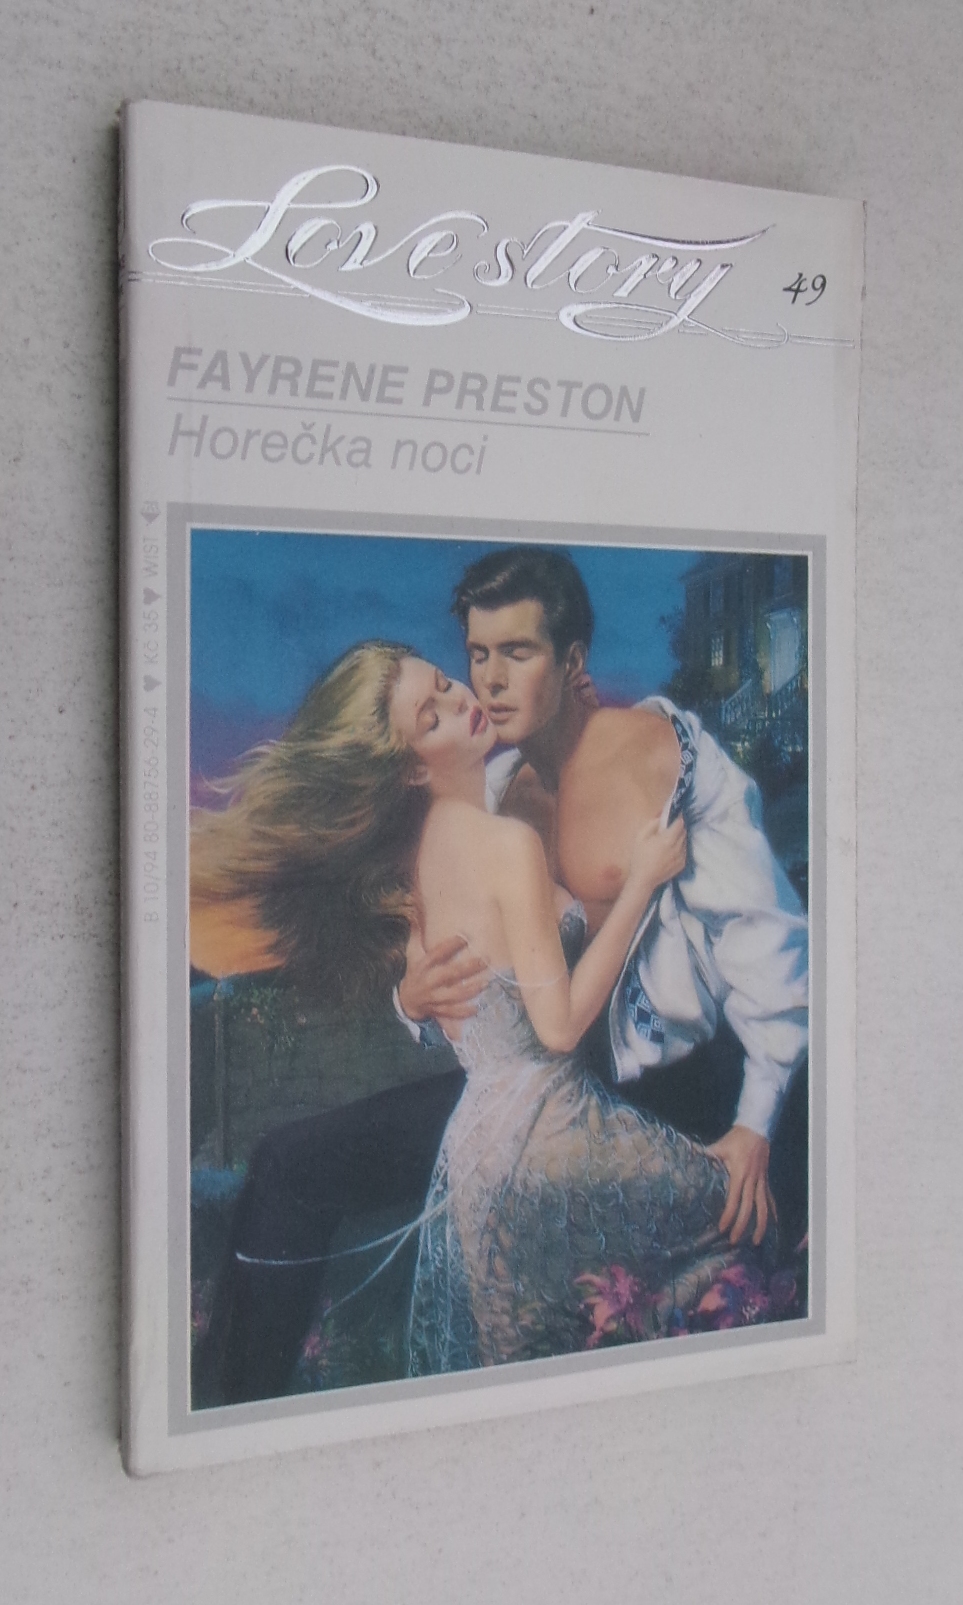 Love story
49
FAYRENE PRESTON
Horečka noci
B 10/94 80-88756-29-4 ♥ Kč 35 ♥ WIST